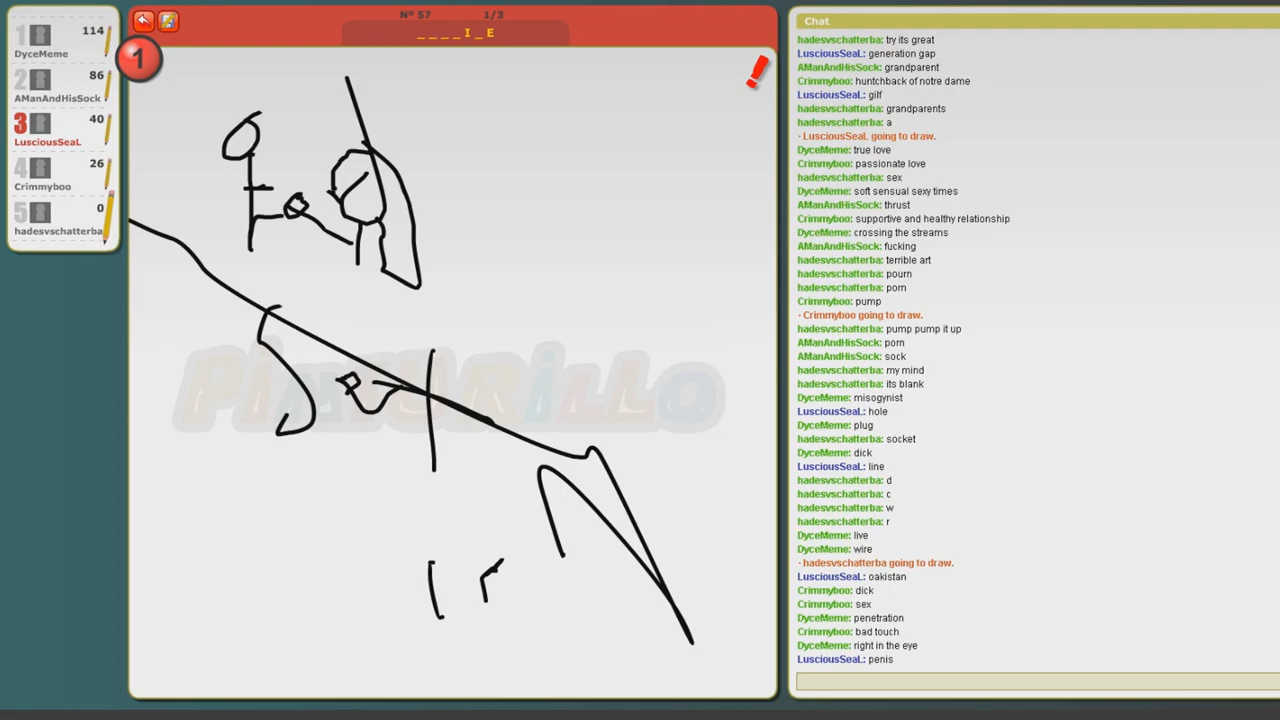 1 114
DyceMeme
2 86
AManAndHisSock
3 40
LusciousSeaL
4 26
Crimmyboo
5 0
hadesvschatterba
1
Nº 57 1/3
_ _ _ _ I _ E
PiNTURiLLO
Chat
hadesvschatterba: try its great
LusciousSeaL: generation gap
AManAndHisSock: grandparent
Crimmyboo: huntchback of notre dame
LusciousSeaL: gilf
hadesvschatterba: grandparents
hadesvschatterba: a
· LusciousSeaL going to draw.
DyceMeme: true love
Crimmyboo: passionate love
hadesvschatterba: sex
DyceMeme: soft sensual sexy times
AManAndHisSock: thrust
Crimmyboo: supportive and healthy relationship
DyceMeme: crossing the streams
AManAndHisSock: fucking
hadesvschatterba: terrible art
hadesvschatterba: pourn
hadesvschatterba: porn
Crimmyboo: pump
· Crimmyboo going to draw.
hadesvschatterba: pump pump it up
AManAndHisSock: porn
AManAndHisSock: sock
hadesvschatterba: my mind
hadesvschatterba: its blank
DyceMeme: misogynist
LusciousSeaL: hole
DyceMeme: plug
hadesvschatterba: socket
DyceMeme: dick
LusciousSeaL: line
hadesvschatterba: d
hadesvschatterba: c
hadesvschatterba: w
hadesvschatterba: r
DyceMeme: live
DyceMeme: wire
· hadesvschatterba going to draw.
LusciousSeaL: oakistan
Crimmyboo: dick
Crimmyboo: sex
DyceMeme: penetration
Crimmyboo: bad touch
DyceMeme: right in the eye
LusciousSeaL: penis